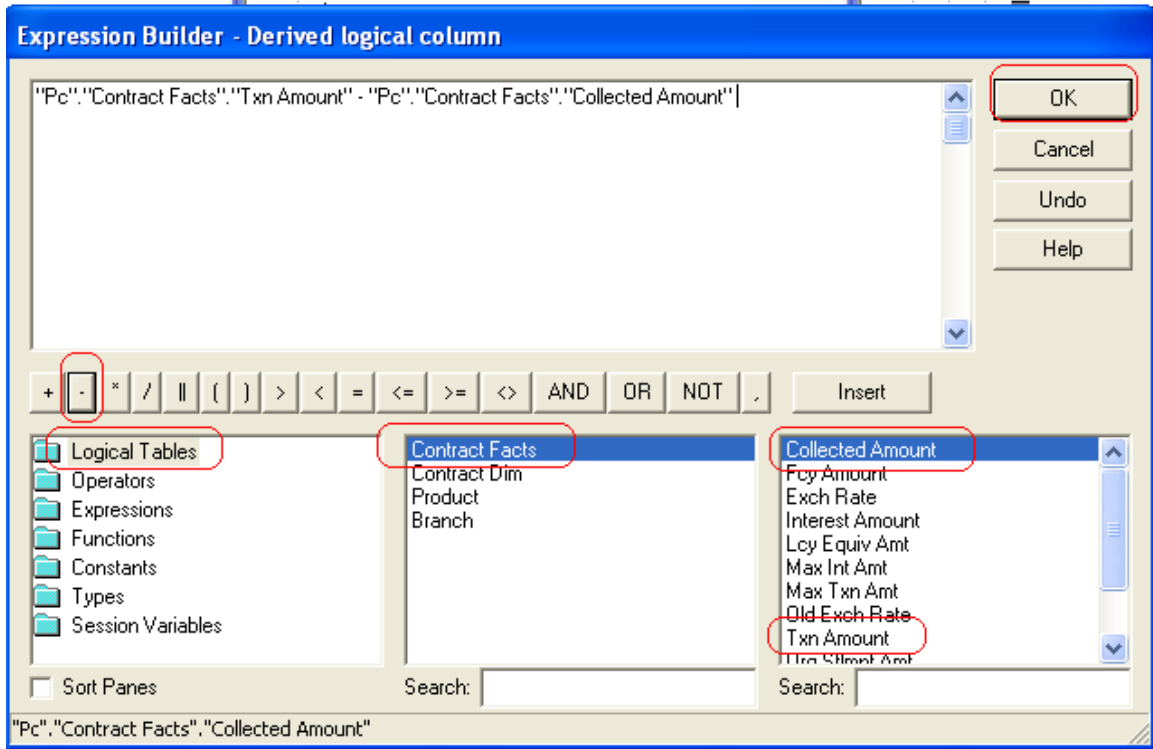 Expression Builder - Derived logical column
"Pc"."Contract Facts"."Txn Amount" - "Pc"."Contract Facts"."Collected Amount"
OK
Cancel
Undo
Help
+ - * / || ( ) > < = <= >= <> AND OR NOT , Insert
Logical Tables
Operators
Expressions
Functions
Constants
Types
Session Variables
Contract Facts
Contract Dim
Product
Branch
Collected Amount
Fcy Amount
Exch Rate
Interest Amount
Lcy Equiv Amt
Max Int Amt
Max Txn Amt
Old Exch Rate
Txn Amount
Org Stlmnt Amt
Sort Panes
Search:
Search:
"Pc"."Contract Facts"."Collected Amount"